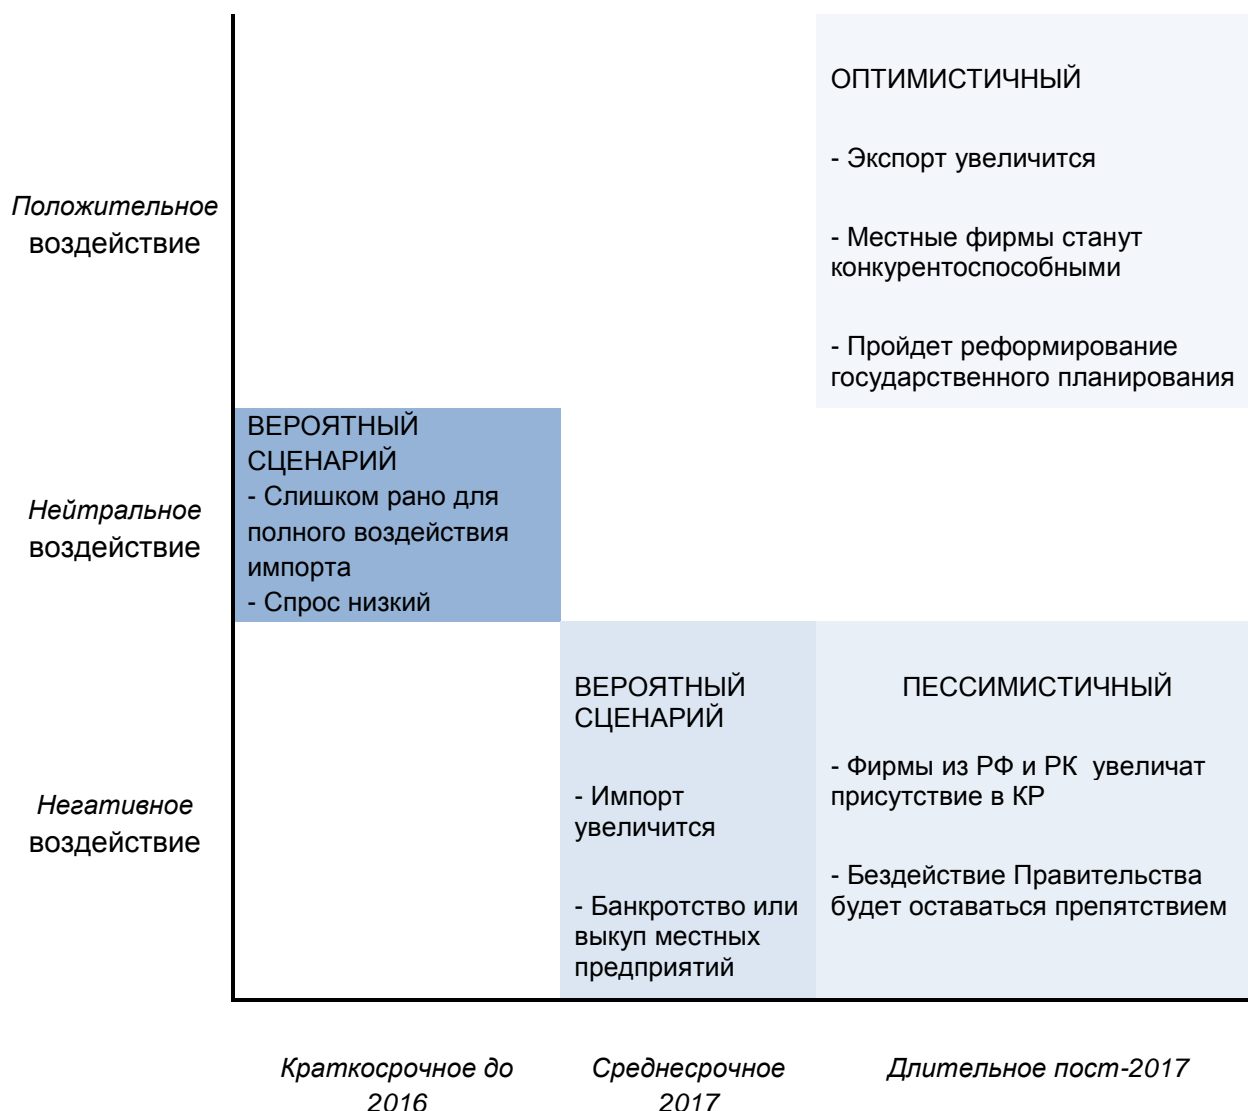 ОПТИМИСТИЧНЫЙ
- Экспорт увеличится
- Местные фирмы станут
конкурентоспособными
- Пройдет реформирование
государственного планирования
Положительное
воздействие
ВЕРОЯТНЫЙ
СЦЕНАРИЙ
- Слишком рано для
полного воздействия
импорта
- Спрос низкий
Нейтральное
воздействие
ВЕРОЯТНЫЙ
СЦЕНАРИЙ
- Импорт
увеличится
- Банкротство или
выкуп местных
предприятий
ПЕССИМИСТИЧНЫЙ
- Фирмы из РФ и РК  увеличат
присутствие в КР
- Бездействие Правительства
будет оставаться препятствием
Негативное
воздействие
Краткосрочное до
2016
Среднесрочное
2017
Длительное пост-2017